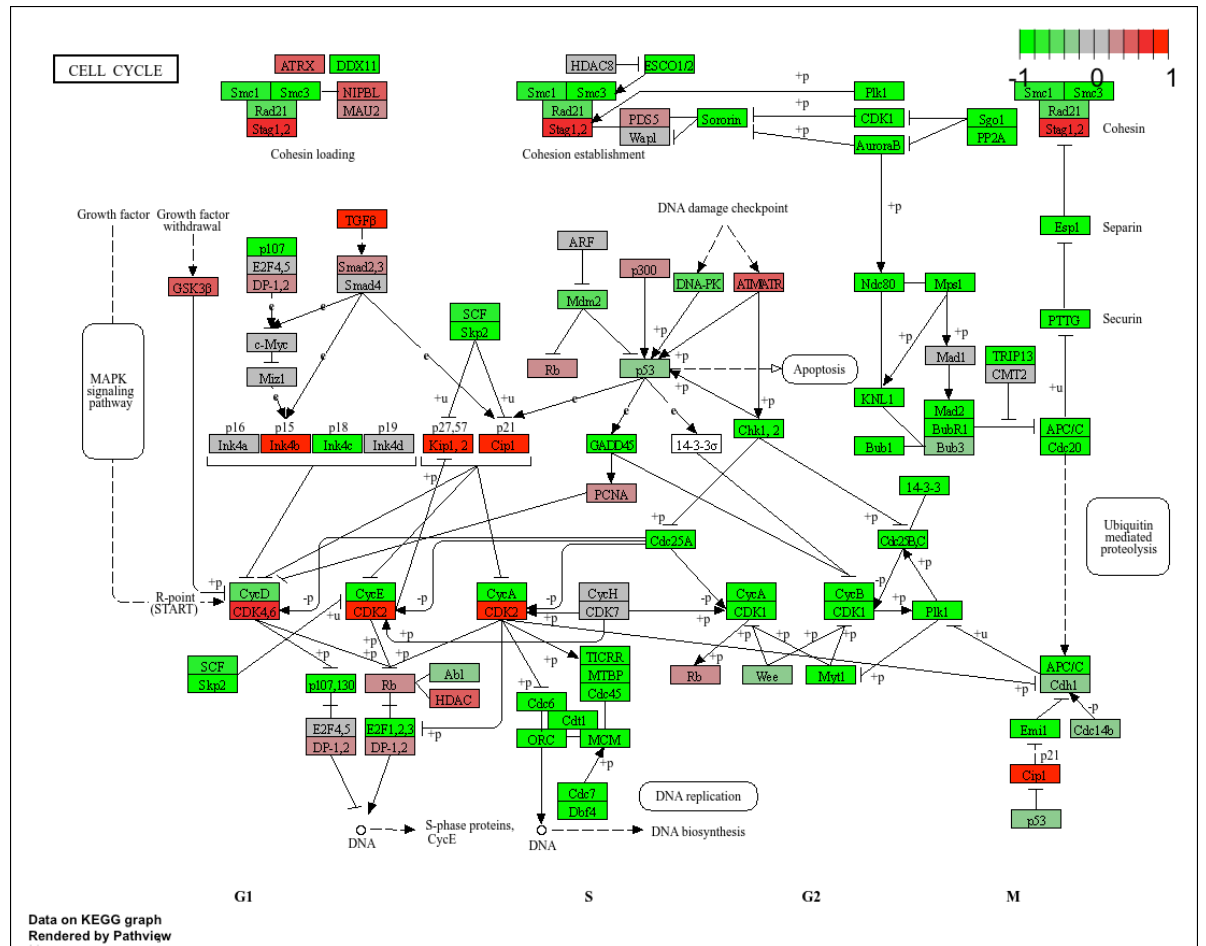 CELL CYCLE
-1 0 1
ATRX DDX11
Smc1 Smc3 NIPBL
Rad21 MAU2
Stag1,2
Cohesin loading
HDAC8 ESCO1/2
Smc1 Smc3
Rad21
Stag1,2
PDS5
Wapl
Sororin
Cohesion establishment
+p
Plk1
+p
CDK1
+p
AuroraB
Sgo1
PP2A
Smc1 Smc3
Rad21
Stag1,2
Cohesin
+p
Growth factor
Growth factor
withdrawal
GSK3β
MAPK
signaling
pathway
R-point
(START)
TGFβ
p107
E2F4,5
DP-1,2
Smad2,3
Smad4
e
c-Myc
Miz1
e
e
e
SCF
Skp2
+u
+u
DNA damage checkpoint
ARF
p300
DNA-PK
ATMATR
Mdm2
Rb
+p
+p
p53
+p
+p
Apoptosis
e
e
e
Esp1
Separin
Ndc80
Mps1
PTTG
Securin
+p
+p
Mad1
TRIP13
CMT2
+u
KNL1
Mad2
BubR1
Bub3
Bub1
APC/C
Cdc20
p16
Ink4a
p15
Ink4b
p18
Ink4c
p19
Ink4d
p27,57
Kip1, 2
p21
Cip1
GADD45
14-3-3σ
Chk1, 2
+p
PCNA
14-3-3
+p
+p
Cdc25A
Cdc25B,C
Ubiquitin
mediated
proteolysis
+p
CycD
CDK4,6
-p
CycE
CDK2
-p
CycA
CDK2
-p
CycH
CDK7
-p
+p
CycA
CDK1
CycB
CDK1
-p
+p
+p
Plk1
+u
+u
+p
+p
+p
+p
+p
+p
+p
+p
+p
+p
+p
+p
SCF
Skp2
p107,130
Rb
Abl
HDAC
TICRR
MTBP
Cdc45
Rb
Wee
Myt1
APC/C
Cdh1
-p
E2F4,5
DP-1,2
E2F1,2,3
DP-1,2
+p
Cdc6
Cdt1
ORC
MCM
+p
Cdc7
Dbf4
Emi1
Cdc14b
p21
Cip1
p53
DNA replication
DNA
S-phase proteins,
CycE
DNA
DNA biosynthesis
G1 S G2 M
Data on KEGG graph
Rendered by Pathview